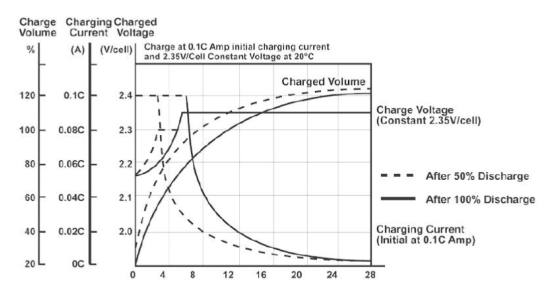 Charge Charging Charged
Volume Current Voltage
% (A) (V/cell)
Charge at 0.1C Amp initial charging current
and 2.35V/Cell Constant Voltage at 20°C
Charged Volume
120 0.1C 2.4
Charge Voltage
(Constant 2.35V/cell)
100 0.08C 2.3
80 0.06C 2.2
After 50% Discharge
60 0.04C 2.1
After 100% Discharge
40 0.02C 2.0
Charging Current
(Initial at 0.1C Amp)
20 0C
0 4 8 12 16 20 24 28